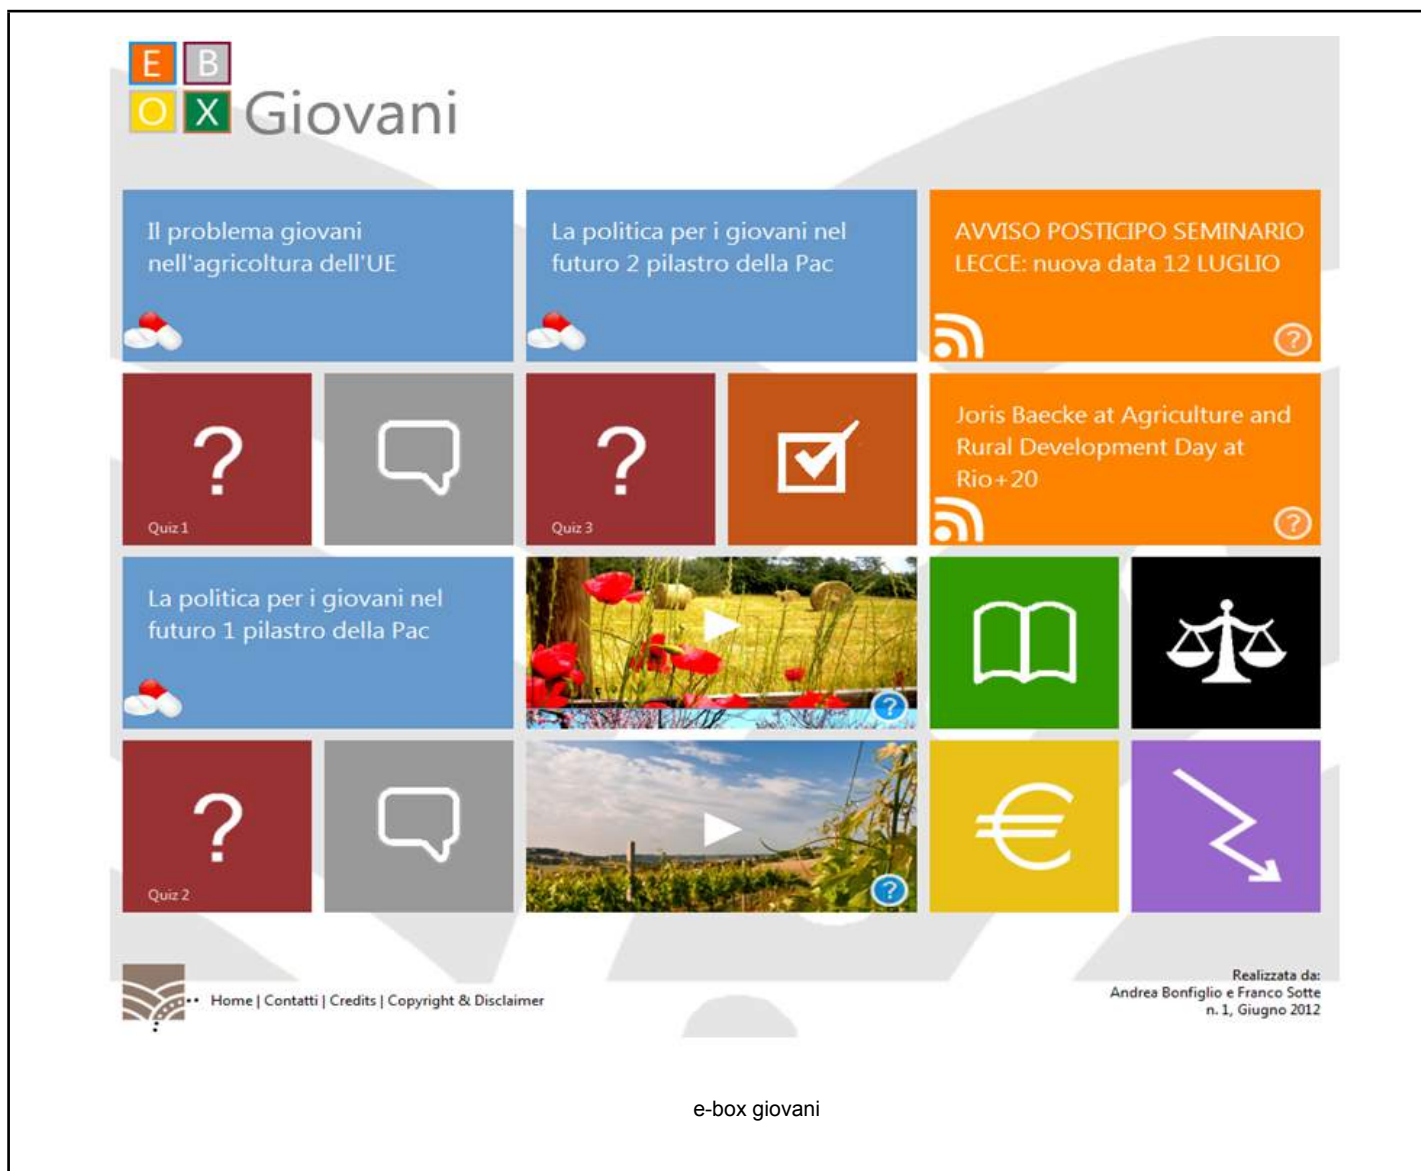 E B
O X Giovani
Il problema giovani
nell'agricoltura dell'UE
La politica per i giovani nel
futuro 2 pilastro della Pac
AVVISO POSTICIPO SEMINARIO
LECCE: nuova data 12 LUGLIO
?
?
Quiz 1
?
Quiz 3
Joris Baecke at Agriculture and
Rural Development Day at
Rio+20
?
La politica per i giovani nel
futuro 1 pilastro della Pac
?
?
Quiz 2
?
€
Home | Contatti | Credits | Copyright & Disclaimer
Realizzata da:
Andrea Bonfiglio e Franco Sotte
n. 1, Giugno 2012
e-box giovani